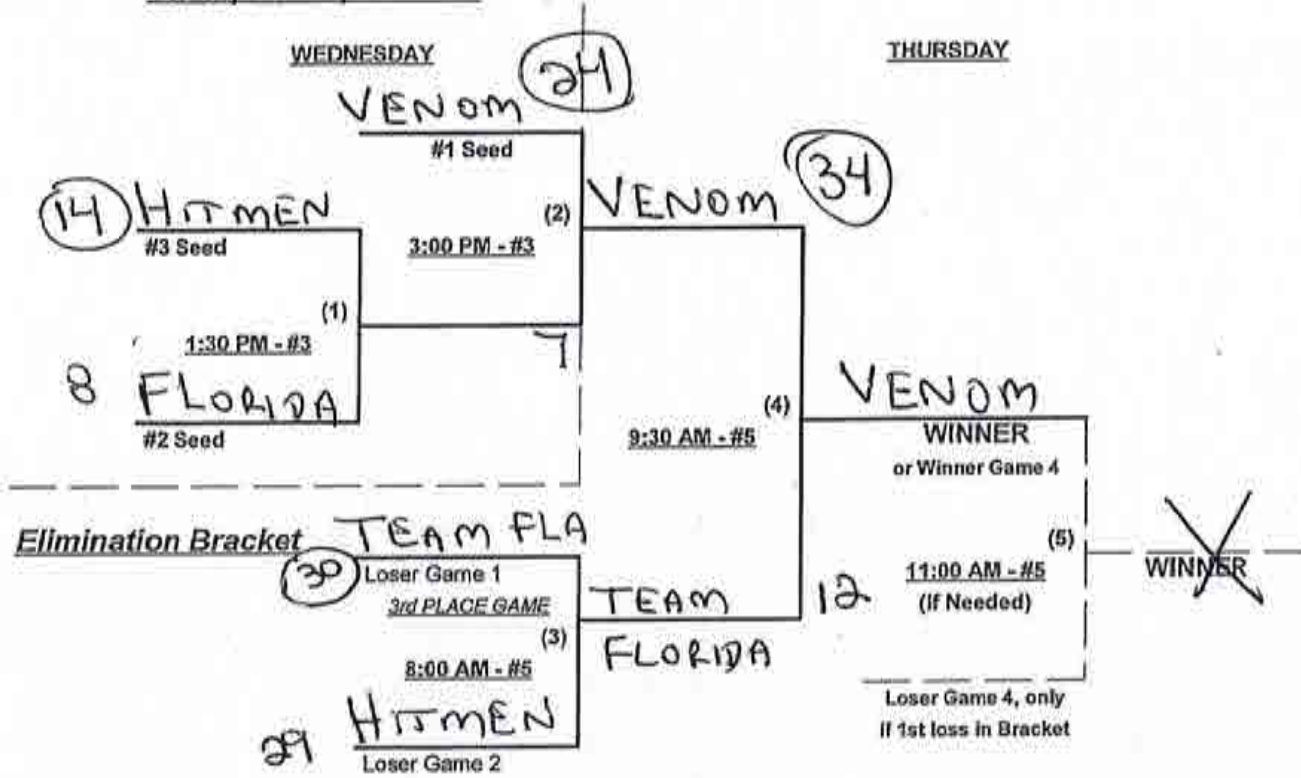 WEDNESDAY
THURSDAY
24
VENOM
#1 Seed
34
14 HITMEN
#3 Seed
(2)
VENOM
3:00 PM - #3
(1)
1:30 PM - #3
7
8 FLORIDA
#2 Seed
VENOM
(4)
9:30 AM - #5
WINNER
or Winner Game 4
Elimination Bracket
TEAM FLA
30
Loser Game 1
3rd PLACE GAME
(5)
WINNER
11:00 AM - #5
(If Needed)
TEAM
12
(3)
FLORIDA
8:00 AM - #5
Loser Game 4, only
if 1st loss in Bracket
29 HITMEN
Loser Game 2